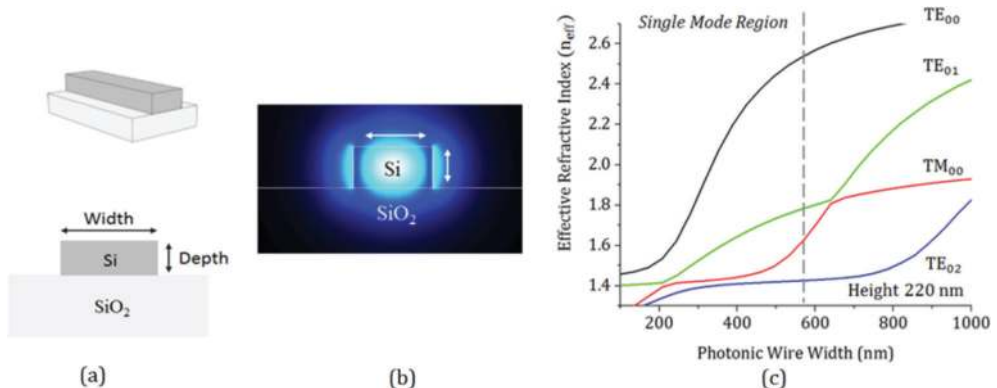 Width
Si
Depth
SiO₂
(a)
Si
SiO₂
(b)
(c)
Single Mode Region
TE₀₀
TE₀₁
TM₀₀
TE₀₂
Height 220 nm
Effective Refractive Index (n_eff)
2.6
2.4
2.2
2.0
1.8
1.6
1.4
200 400 600 800 1000
Photonic Wire Width (nm)